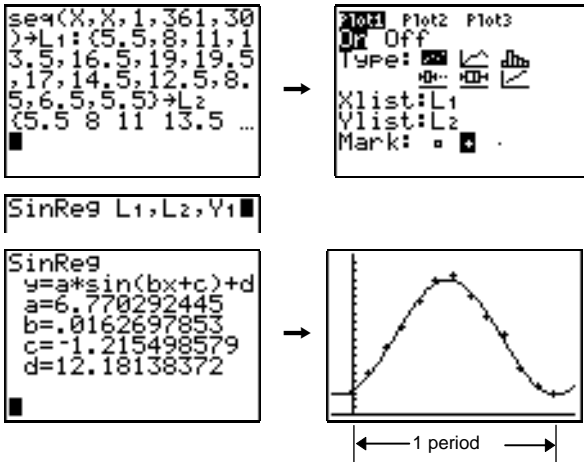 seq(X,X,1,361,30
)→L₁:{5.5,8,11,1
3.5,16.5,19,19.5
,17,14.5,12.5,8.
5,6.5,5.5}→L₂
{5.5 8 11 13.5 …
Plot1 Plot2 Plot3
On Off
Type:
Xlist:L₁
Ylist:L₂
Mark:
SinReg L₁,L₂,Y₁
SinReg
y=a*sin(bx+c)+d
a=6.770292445
b=.0162697853
c=-1.215498579
d=12.18138372
1 period